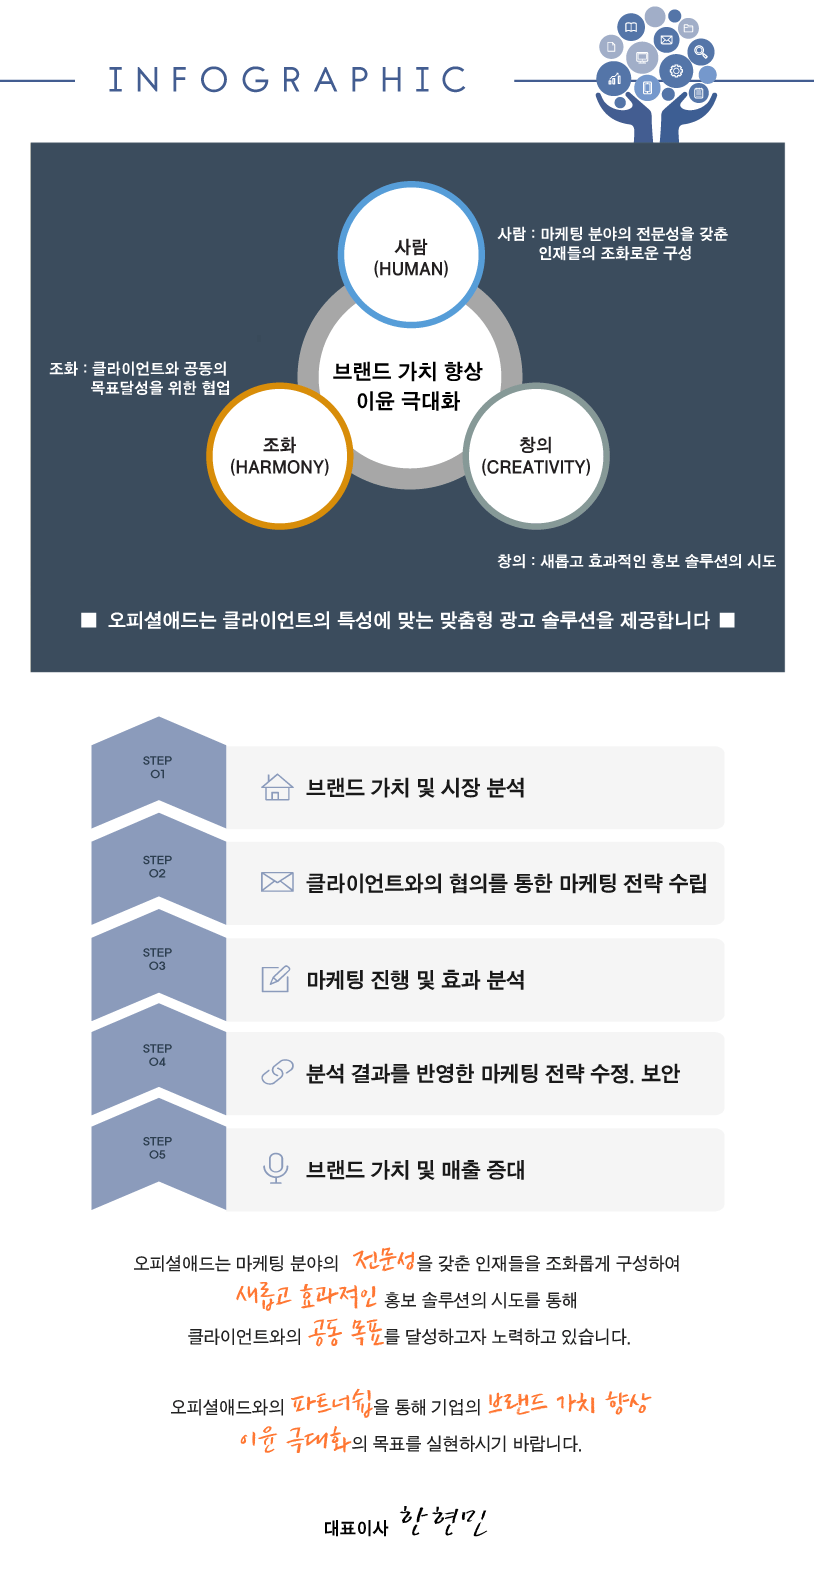 INFOGRAPHIC
사람
(HUMAN)
사람 : 마케팅 분야의 전문성을 갖춘
인재들의 조화로운 구성
조화 : 클라이언트와 공동의
목표달성을 위한 협업
브랜드 가치 향상
이윤 극대화
조화
(HARMONY)
창의
(CREATIVITY)
창의 : 새롭고 효과적인 홍보 솔루션의 시도
■ 오피셜애드는 클라이언트의 특성에 맞는 맞춤형 광고 솔루션을 제공합니다 ■
STEP
01
브랜드 가치 및 시장 분석
STEP
02
클라이언트와의 협의를 통한 마케팅 전략 수립
STEP
03
마케팅 진행 및 효과 분석
STEP
04
분석 결과를 반영한 마케팅 전략 수정. 보안
STEP
05
브랜드 가치 및 매출 증대
오피셜애드는 마케팅 분야의 전문성을 갖춘 인재들을 조화롭게 구성하여
새롭고 효과적인 홍보 솔루션의 시도를 통해
클라이언트와의 공동 목표를 달성하고자 노력하고 있습니다.
오피셜애드와의 파트너쉽을 통해 기업의 브랜드 가치 향상
이윤 극대화의 목표를 실현하시기 바랍니다.
대표이사 한현민